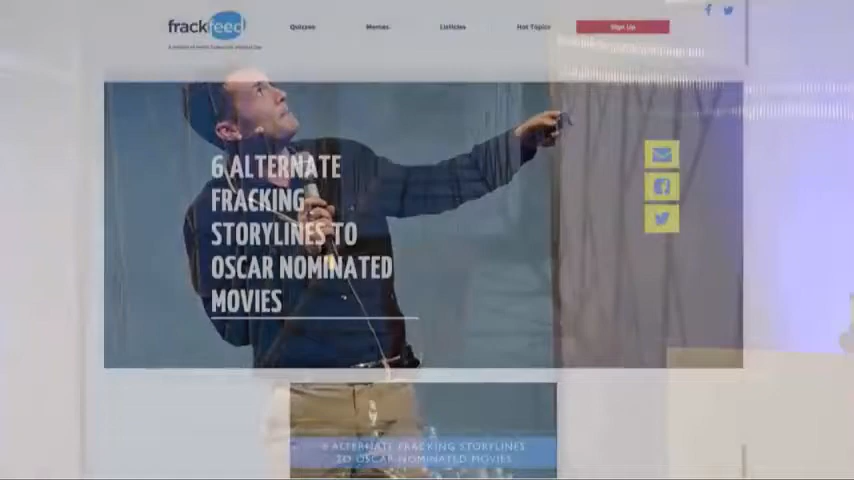 frackfeed
Quizzes Memes Listicles Hot Topics Sign Up
6 ALTERNATE
FRACKING
STORYLINES TO
OSCAR NOMINATED
MOVIES
6 ALTERNATE FRACKING STORYLINES
TO OSCAR NOMINATED MOVIES